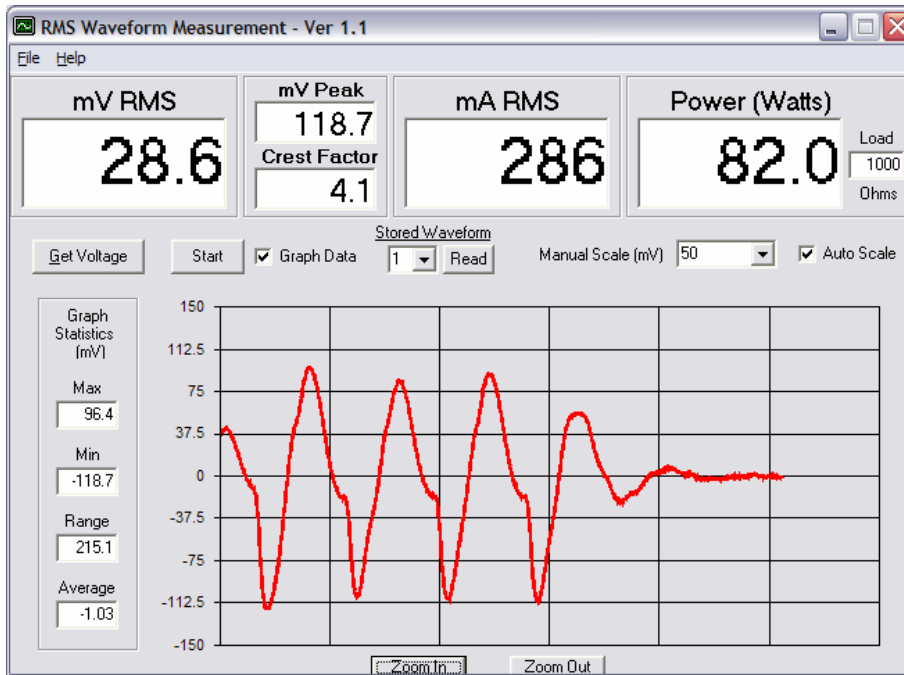 RMS Waveform Measurement - Ver 1.1
File Help
mV RMS
28.6
mV Peak
118.7
Crest Factor
4.1
mA RMS
286
Power (Watts)
82.0
Load
1000
Ohms
Get Voltage
Start
Graph Data
Stored Waveform
1
Read
Manual Scale (mV)
50
Auto Scale
Graph
Statistics
(mV)
Max
96.4
Min
-118.7
Range
215.1
Average
-1.03
150
112.5
75
37.5
0
-37.5
-75
-112.5
-150
Zoom In
Zoom Out